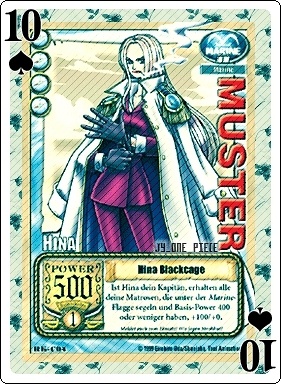 10
MARINE
Marine
MUSTER
HINA
J9_ONE PIECE
Hina Blackcage
POWER
500
1
Ist Hina dein Kapitän, erhalten alle
deine Matrosen, die unter der Marine-
Flagge segeln und Basis-Power 400
oder weniger haben, +100/+0.
10